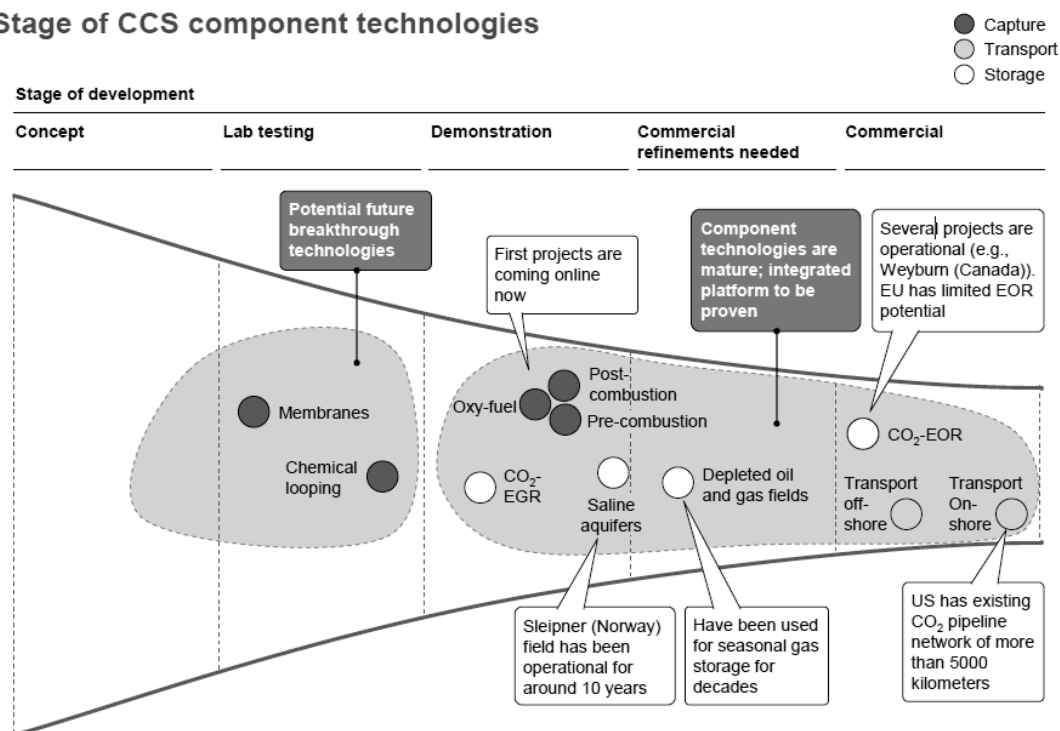 Stage of CCS component technologies
Capture
Transport
Storage
Stage of development
Concept
Lab testing
Demonstration
Commercial
refinements needed
Commercial
Potential future
breakthrough
technologies
First projects are
coming online
now
Component
technologies are
mature; integrated
platform to be
proven
Several projects are
operational (e.g.,
Weyburn (Canada)).
EU has limited EOR
potential
Membranes
Chemical
looping
Oxy-fuel
Post-
combustion
Pre-combustion
CO₂-
EGR
Saline
aquifers
Depleted oil
and gas fields
CO₂-EOR
Transport
off-
shore
Transport
On-
shore
Sleipner (Norway)
field has been
operational for
around 10 years
Have been used
for seasonal gas
storage for
decades
US has existing
CO₂ pipeline
network of more
than 5000
kilometers